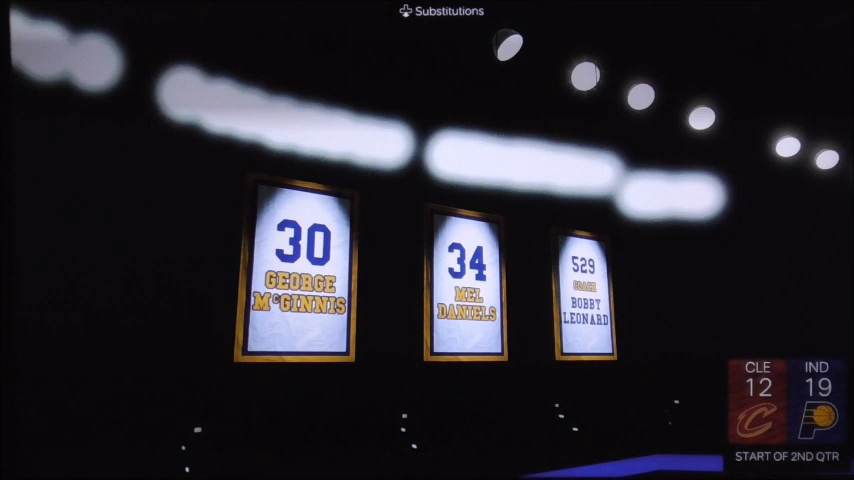 Substitutions
30
GEORGE
McGINNIS
34
MEL
DANIELS
529
COACH
BOBBY
LEONARD
CLE
12
IND
19
START OF 2ND QTR